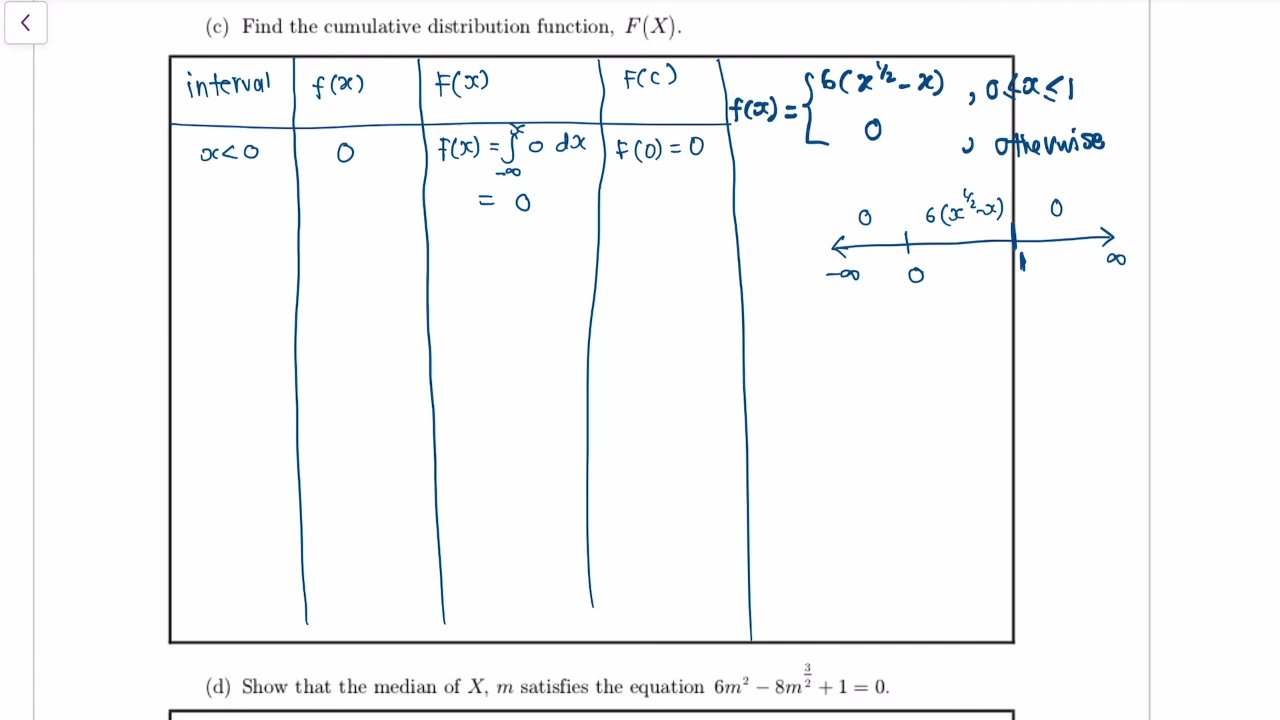 (c) Find the cumulative distribution function, F(X).
interval f(x) F(x) F(c)
x<0 0 F(x) = ∫_{-∞}^{x} 0 dx F(0) = 0
= 0
f(x) = { 6(x^{1/2} - x) , 0≤x≤1
0 , otherwise
0 6(x^{1/2}-x) 0
-∞ 0 1 ∞
(d) Show that the median of X, m satisfies the equation 6m² − 8m^{3/2} + 1 = 0.